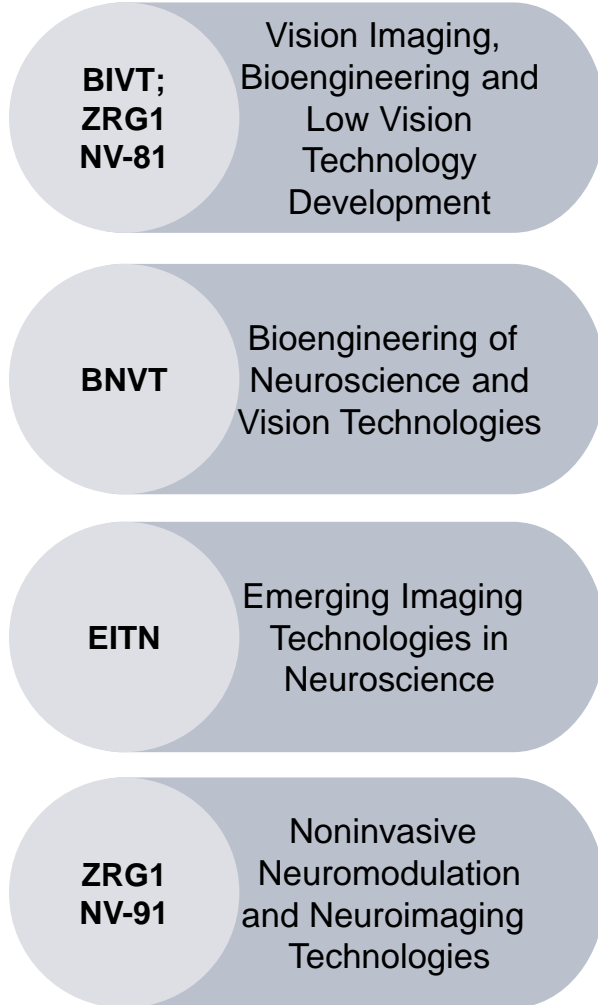 BIVT;
ZRG1
NV-81
Vision Imaging,
Bioengineering and
Low Vision
Technology
Development
BNVT
Bioengineering of
Neuroscience and
Vision Technologies
EITN
Emerging Imaging
Technologies in
Neuroscience
ZRG1
NV-91
Noninvasive
Neuromodulation
and Neuroimaging
Technologies